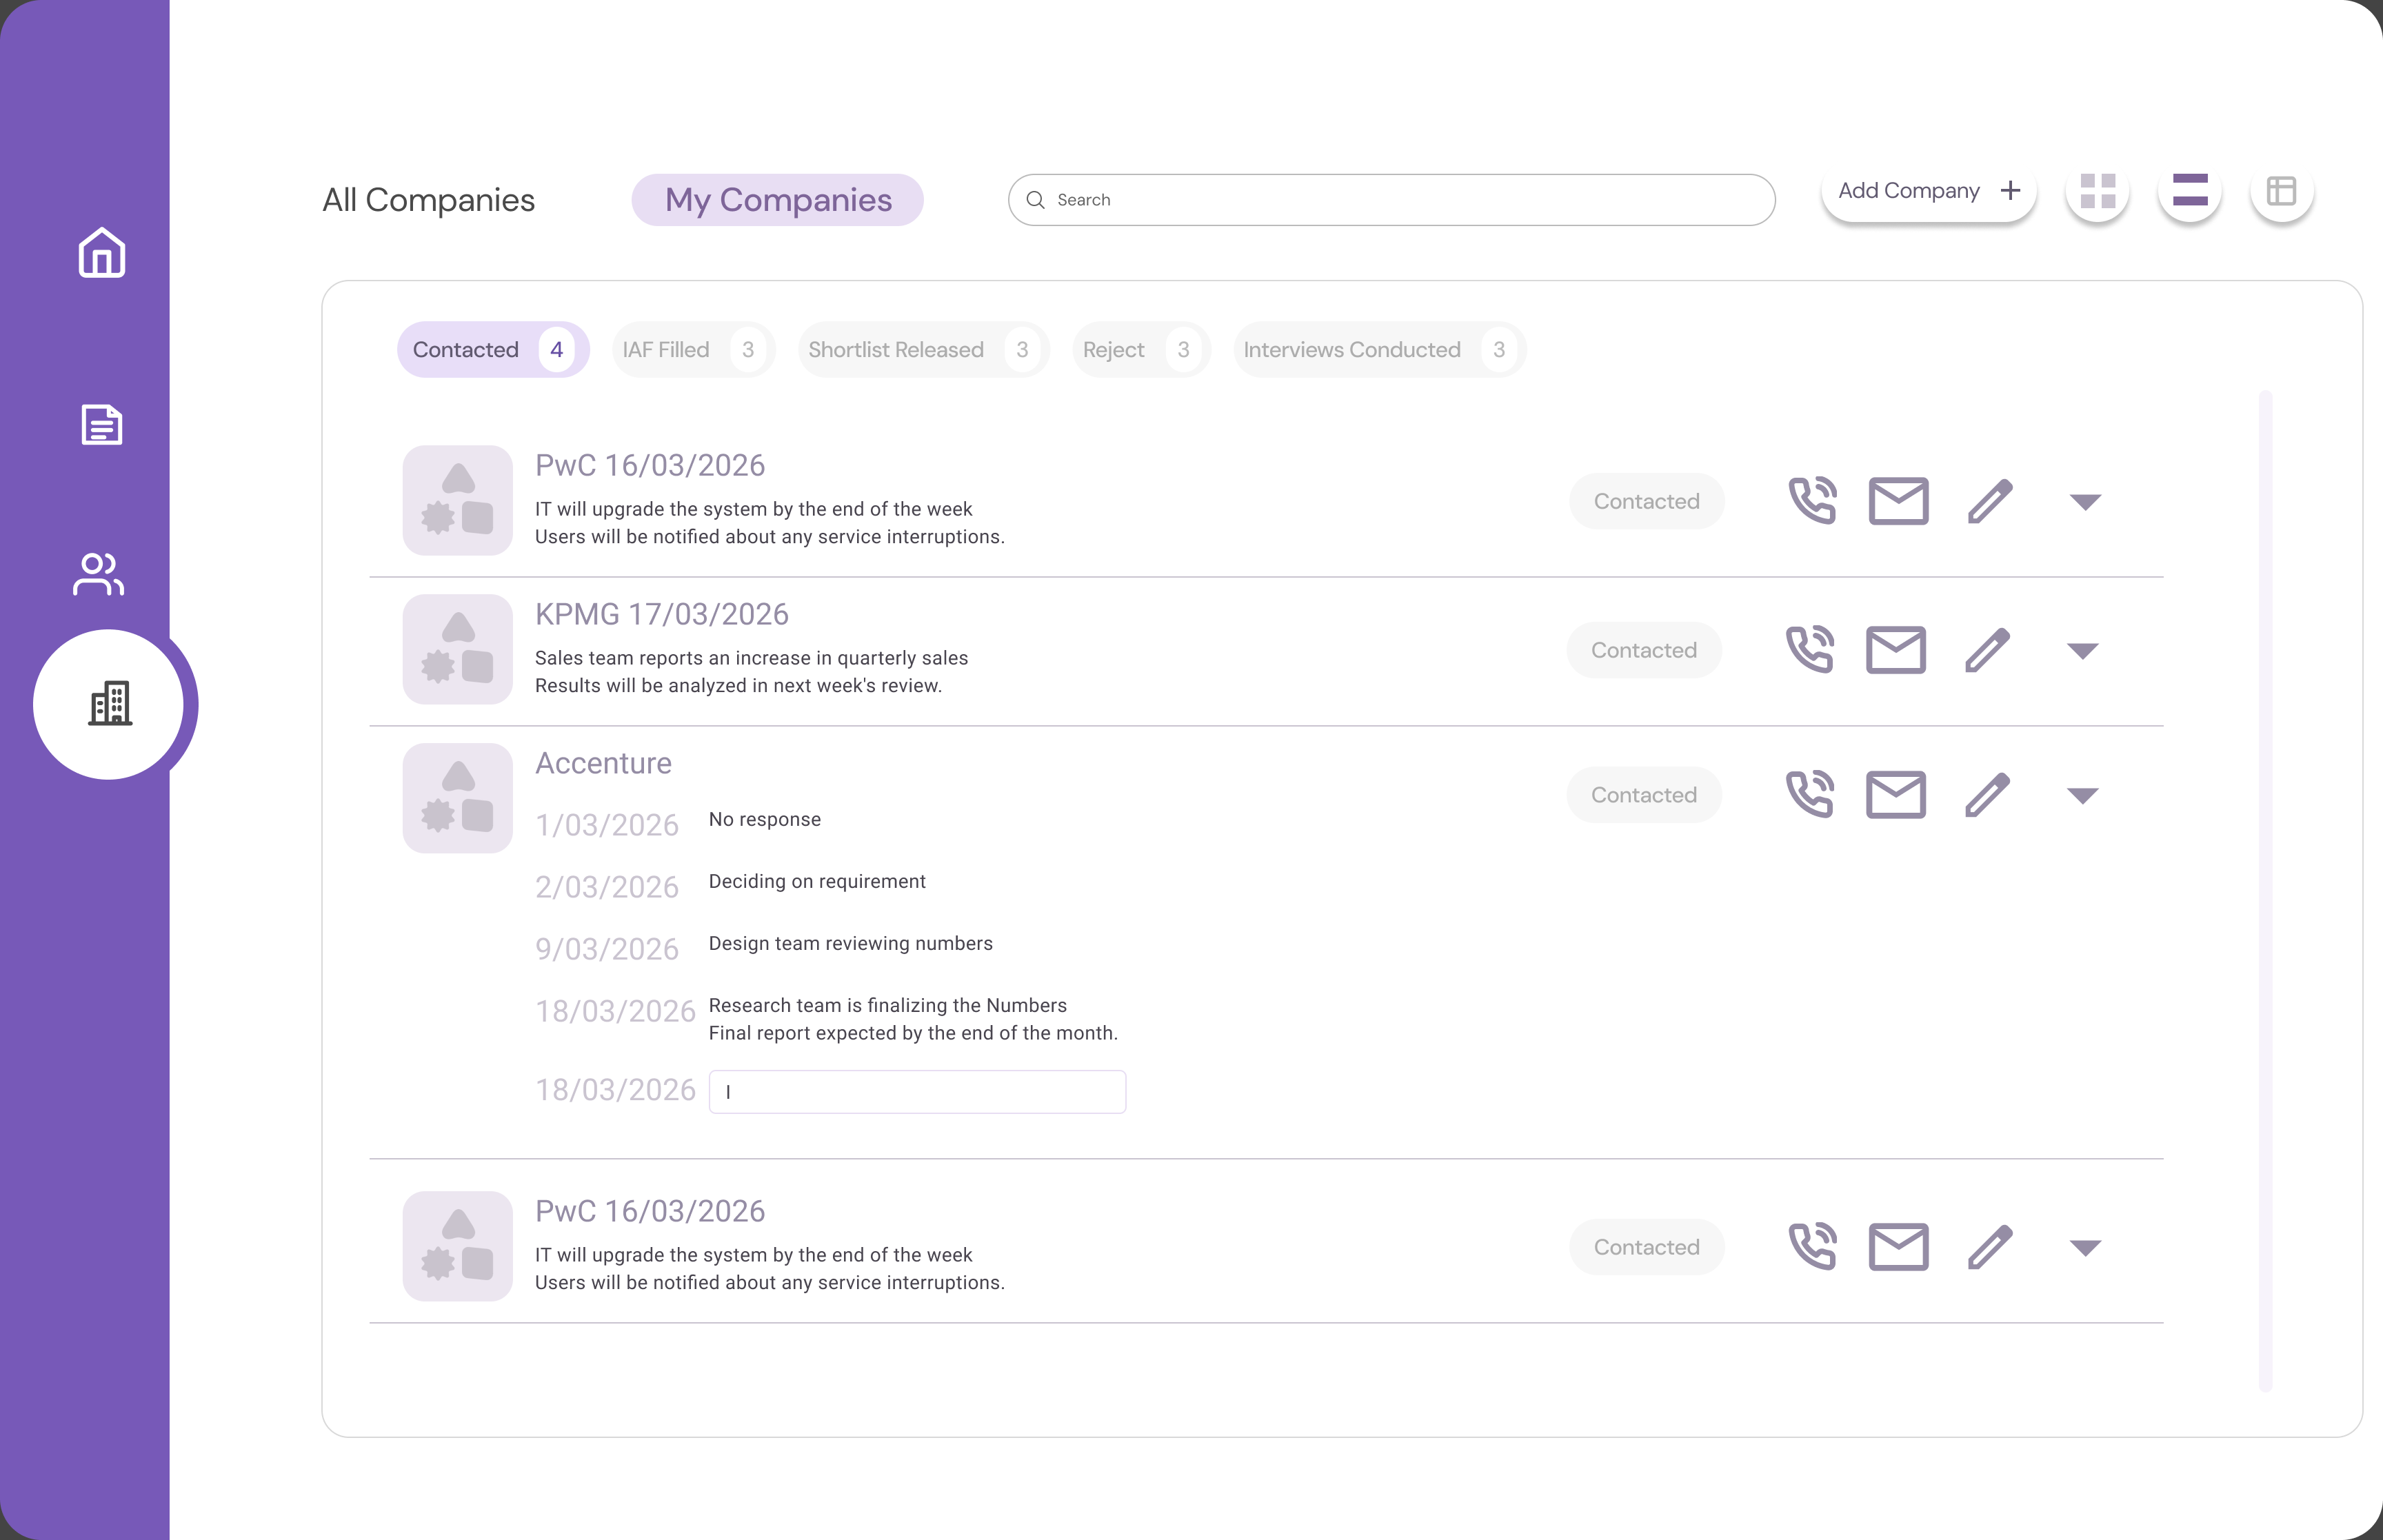 All Companies
My Companies
Search
Add Company
Contacted 4
IAF Filled 3
Shortlist Released 3
Reject 3
Interviews Conducted 3
PwC 16/03/2026
IT will upgrade the system by the end of the week
Users will be notified about any service interruptions.
Contacted
KPMG 17/03/2026
Sales team reports an increase in quarterly sales
Results will be analyzed in next week's review.
Contacted
Accenture
Contacted
1/03/2026 No response
2/03/2026 Deciding on requirement
9/03/2026 Design team reviewing numbers
18/03/2026 Research team is finalizing the Numbers
Final report expected by the end of the month.
18/03/2026
PwC 16/03/2026
IT will upgrade the system by the end of the week
Users will be notified about any service interruptions.
Contacted